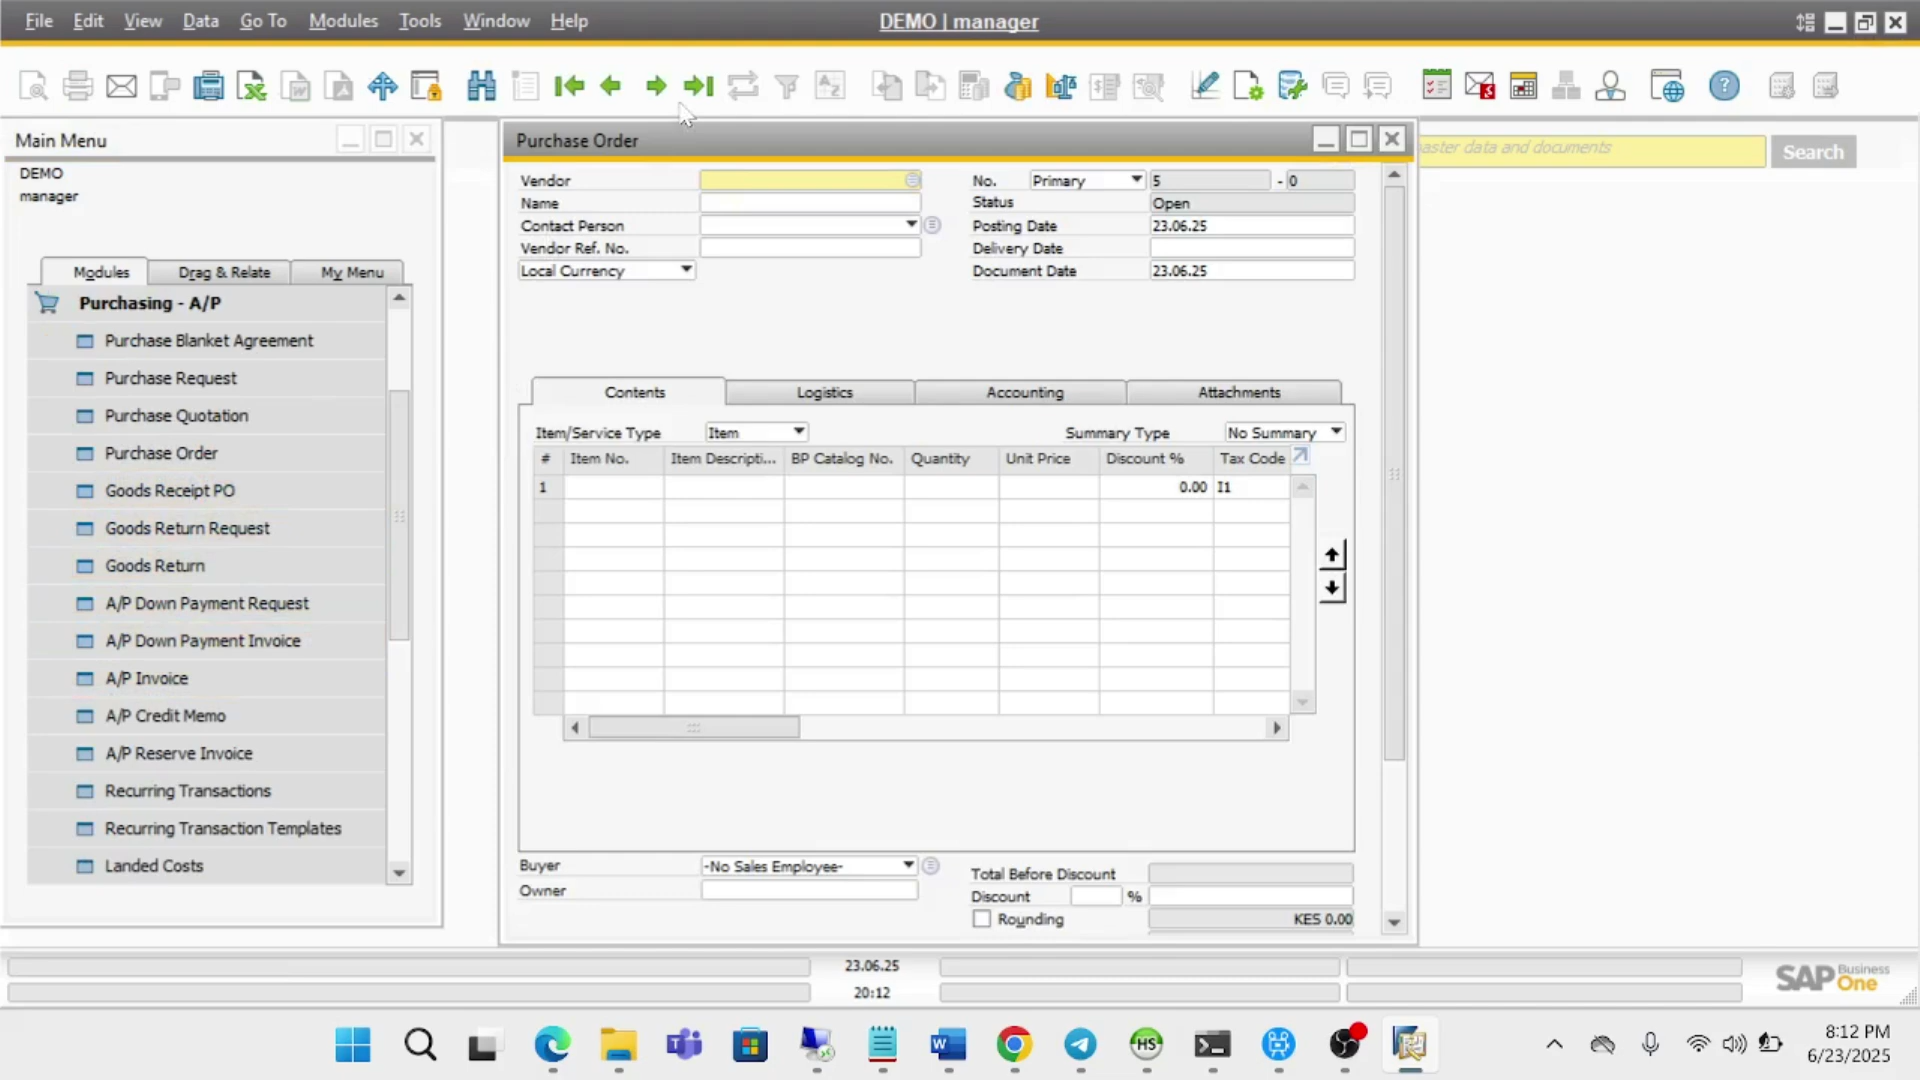 File Edit View Data Go To Modules Tools Window Help DEMO | manager
Main Menu
DEMO
manager
Modules Drag & Relate My Menu
Purchasing - A/P
Purchase Blanket Agreement
Purchase Request
Purchase Quotation
Purchase Order
Goods Receipt PO
Goods Return Request
Goods Return
A/P Down Payment Request
A/P Down Payment Invoice
A/P Invoice
A/P Credit Memo
A/P Reserve Invoice
Recurring Transactions
Recurring Transaction Templates
Landed Costs
Purchase Order
Vendor
Name
Contact Person
Vendor Ref. No.
Local Currency
No. Primary 5 - 0
Status Open
Posting Date 23.06.25
Delivery Date
Document Date 23.06.25
Contents Logistics Accounting Attachments
Item/Service Type Item Summary Type No Summary
# Item No. Item Descripti... BP Catalog No. Quantity Unit Price Discount % Tax Code
1 0.00 I1
Buyer -No Sales Employee-
Owner
Total Before Discount
Discount %
Rounding KES 0.00
master data and documents Search
23.06.25
20:12
SAP Business One
8:12 PM
6/23/2025